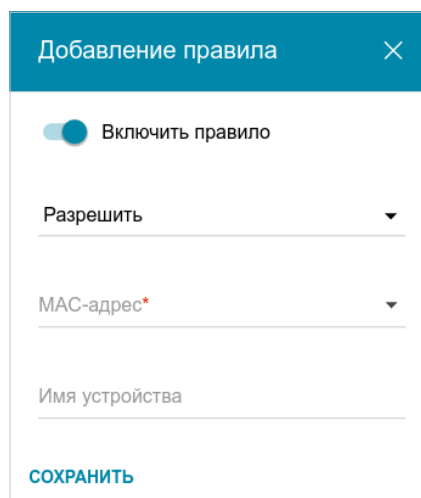 Добавление правила
Включить правило
Разрешить
MAC-адрес*
Имя устройства
СОХРАНИТЬ